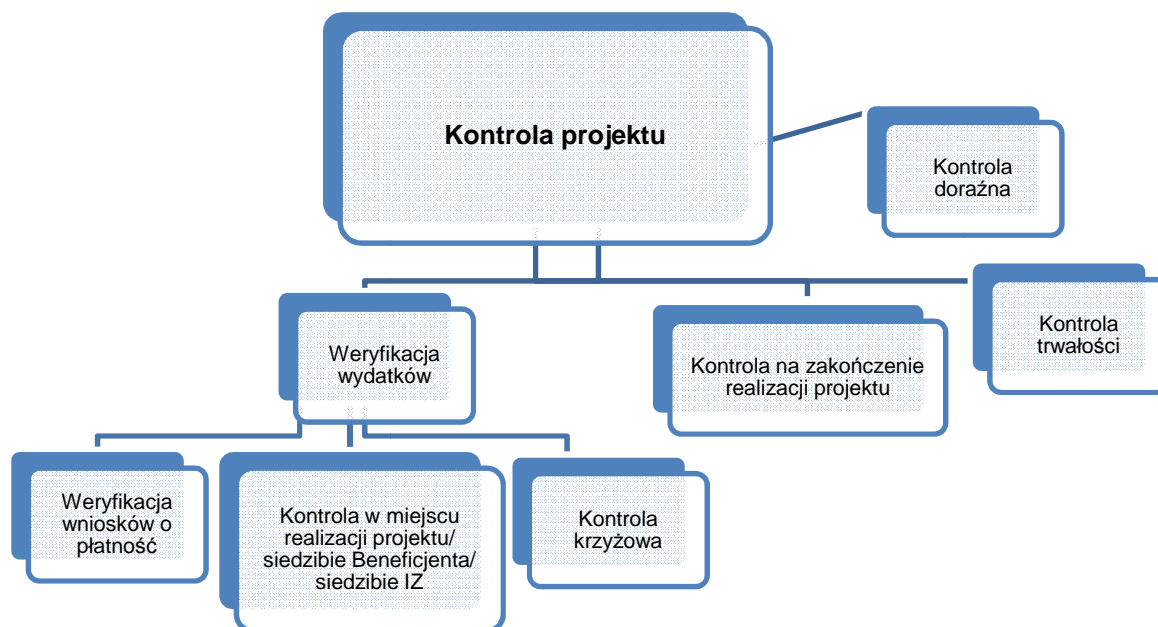 Kontrola projektu
Kontrola
doraźna
Weryfikacja
wydatków
Kontrola na zakończenie
realizacji projektu
Kontrola
trwałości
Weryfikacja
wniosków o
płatność
Kontrola w miejscu
realizacji projektu/
siedzibie Beneficjenta/
siedzibie IZ
Kontrola
krzyżowa